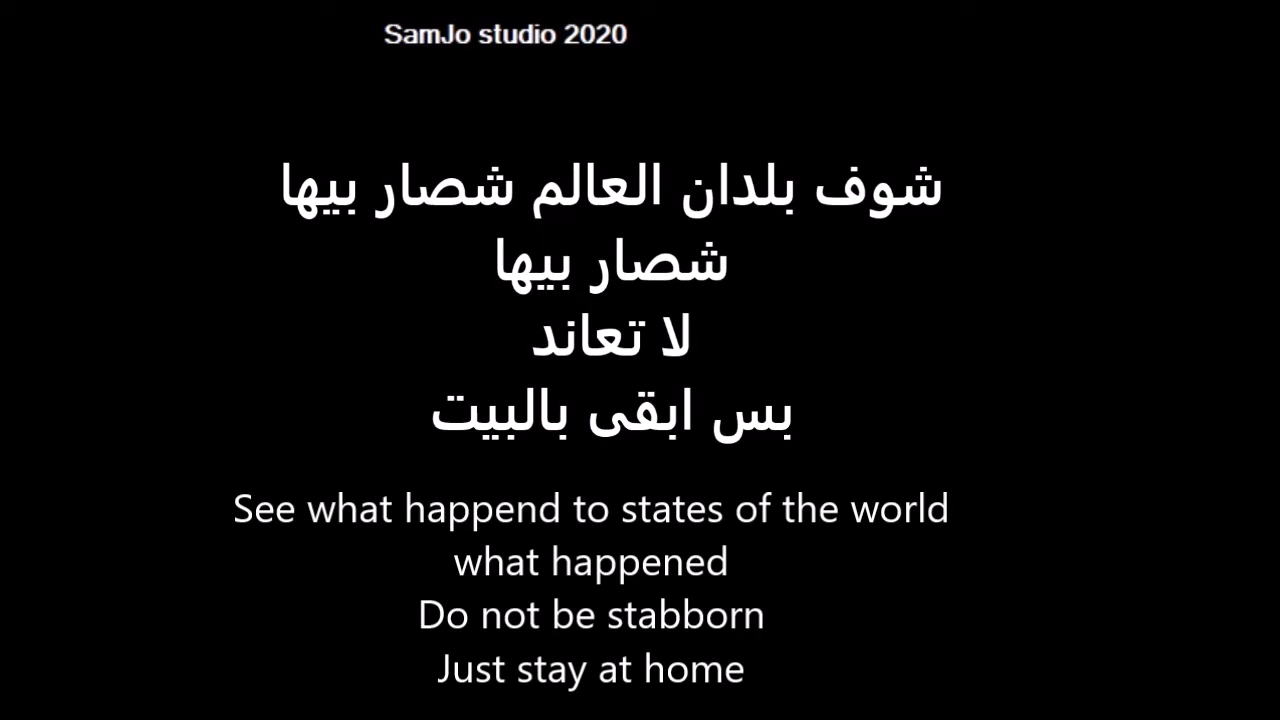 SamJo studio 2020
شوف بلدان العالم شصار بيها
شصار بيها
لا تعاند
بس ابقى بالبيت
See what happend to states of the world
what happened
Do not be stabborn
Just stay at home